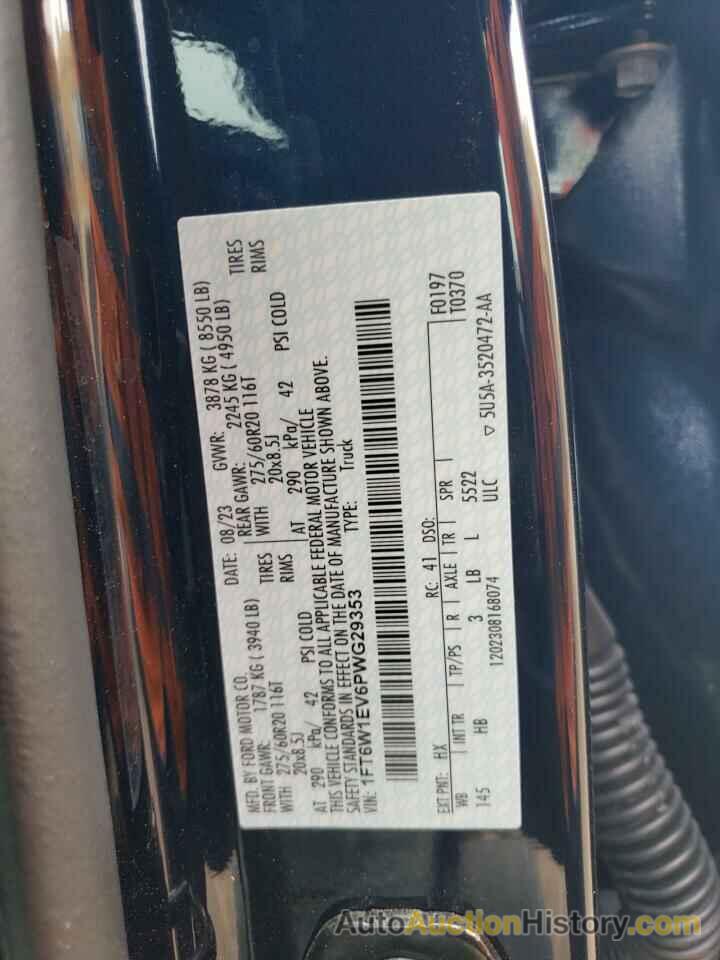 MFD. BY FORD MOTOR CO.
DATE: 08/23
GVWR: 3878 KG ( 8550 LB)
FRONT GAWR: 1787 KG ( 3940 LB)
REAR GAWR: 2245 KG ( 4950 LB)
WITH 275/60R20 116T TIRES
WITH 275/60R20 116T TIRES
20x8.5J RIMS
20x8.5J RIMS
AT 290 kPa/ 42 PSI COLD
AT 290 kPa/ 42 PSI COLD
THIS VEHICLE CONFORMS TO ALL APPLICABLE FEDERAL MOTOR VEHICLE
SAFETY STANDARDS IN EFFECT ON THE DATE OF MANUFACTURE SHOWN ABOVE.
VIN: 1FT6W1EV6PWG29353
TYPE: Truck
EXT PNT: HX RC: 41 DSO: F0197
WB INT TR TP/PS R AXLE TR SPR T0370
145 HB 3 LB L 5522
ULC
1202308168074 ▽ 5U5A-3520472-AA
AutoAuctionHistory.com